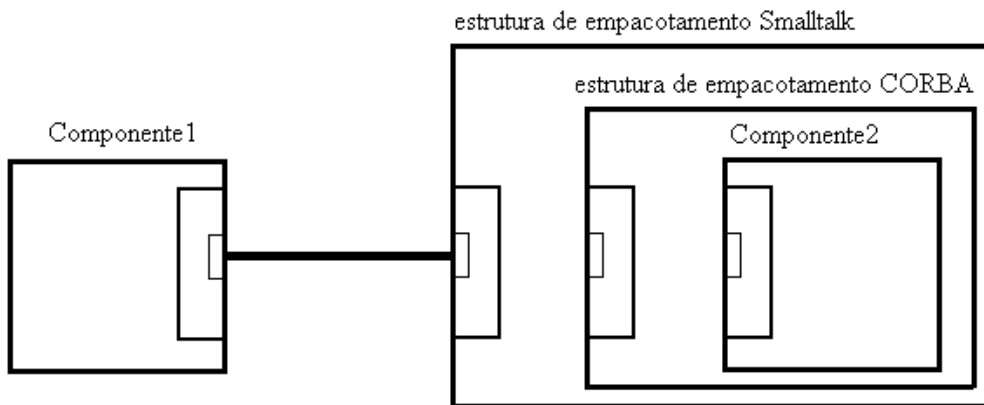 estrutura de empacotamento Smalltalk
estrutura de empacotamento CORBA
Componente1
Componente2